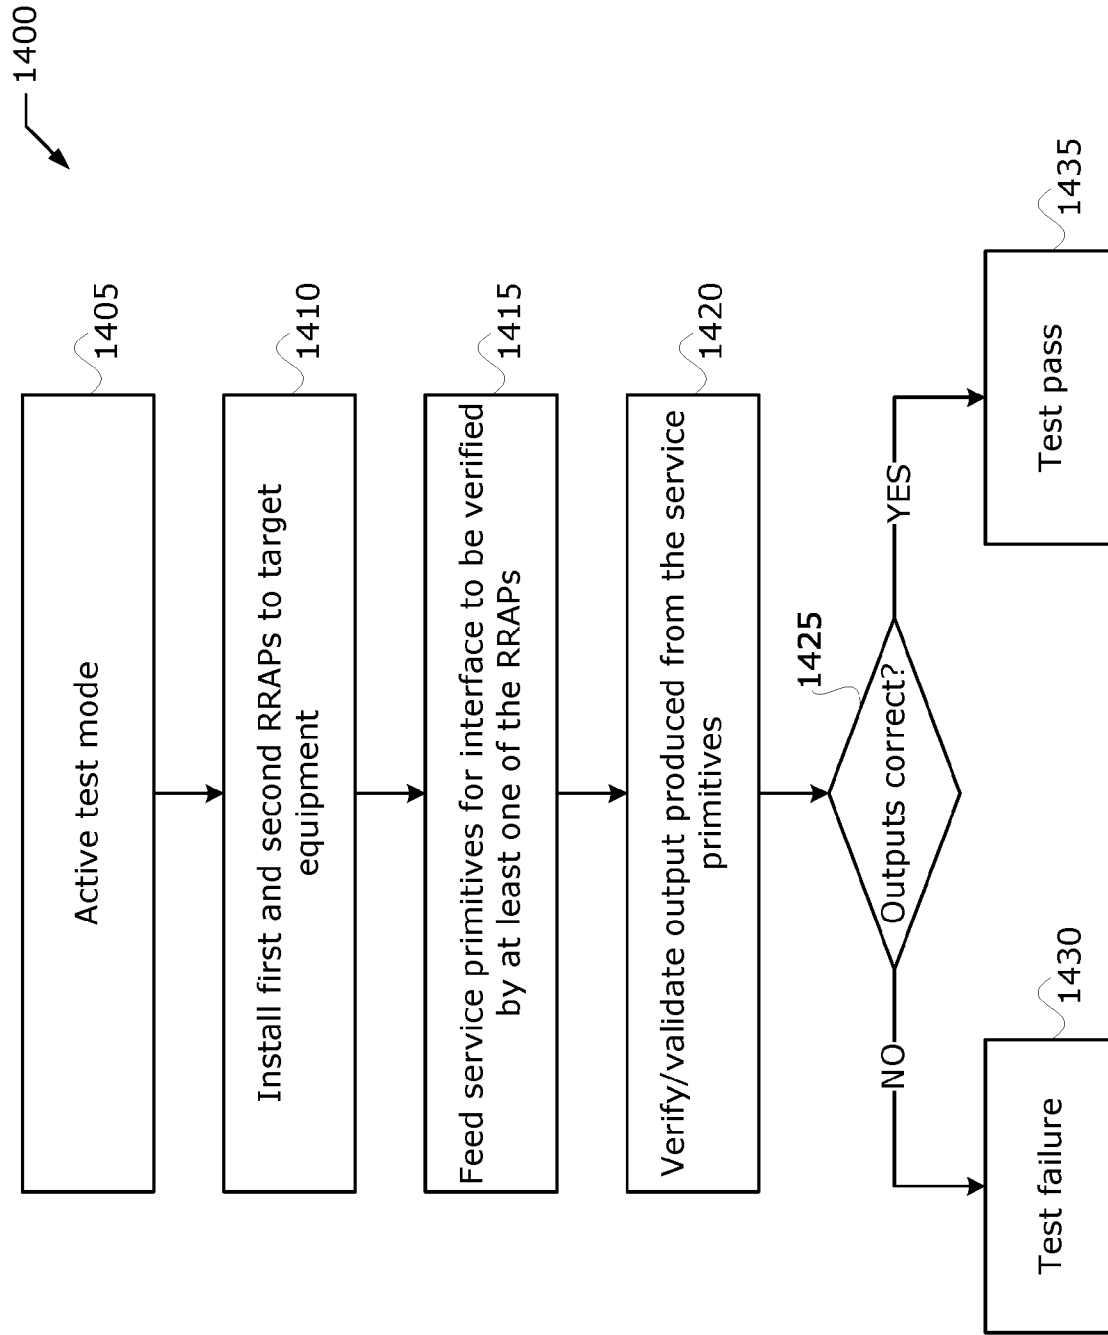 1400
Active test mode
1405
Install first and second RRAPs to target
equipment
1410
Feed service primitives for interface to be verified
by at least one of the RRAPs
1415
Verify/validate output produced from the service
primitives
1420
Outputs correct?
1425
NO
YES
Test failure
1430
Test pass
1435